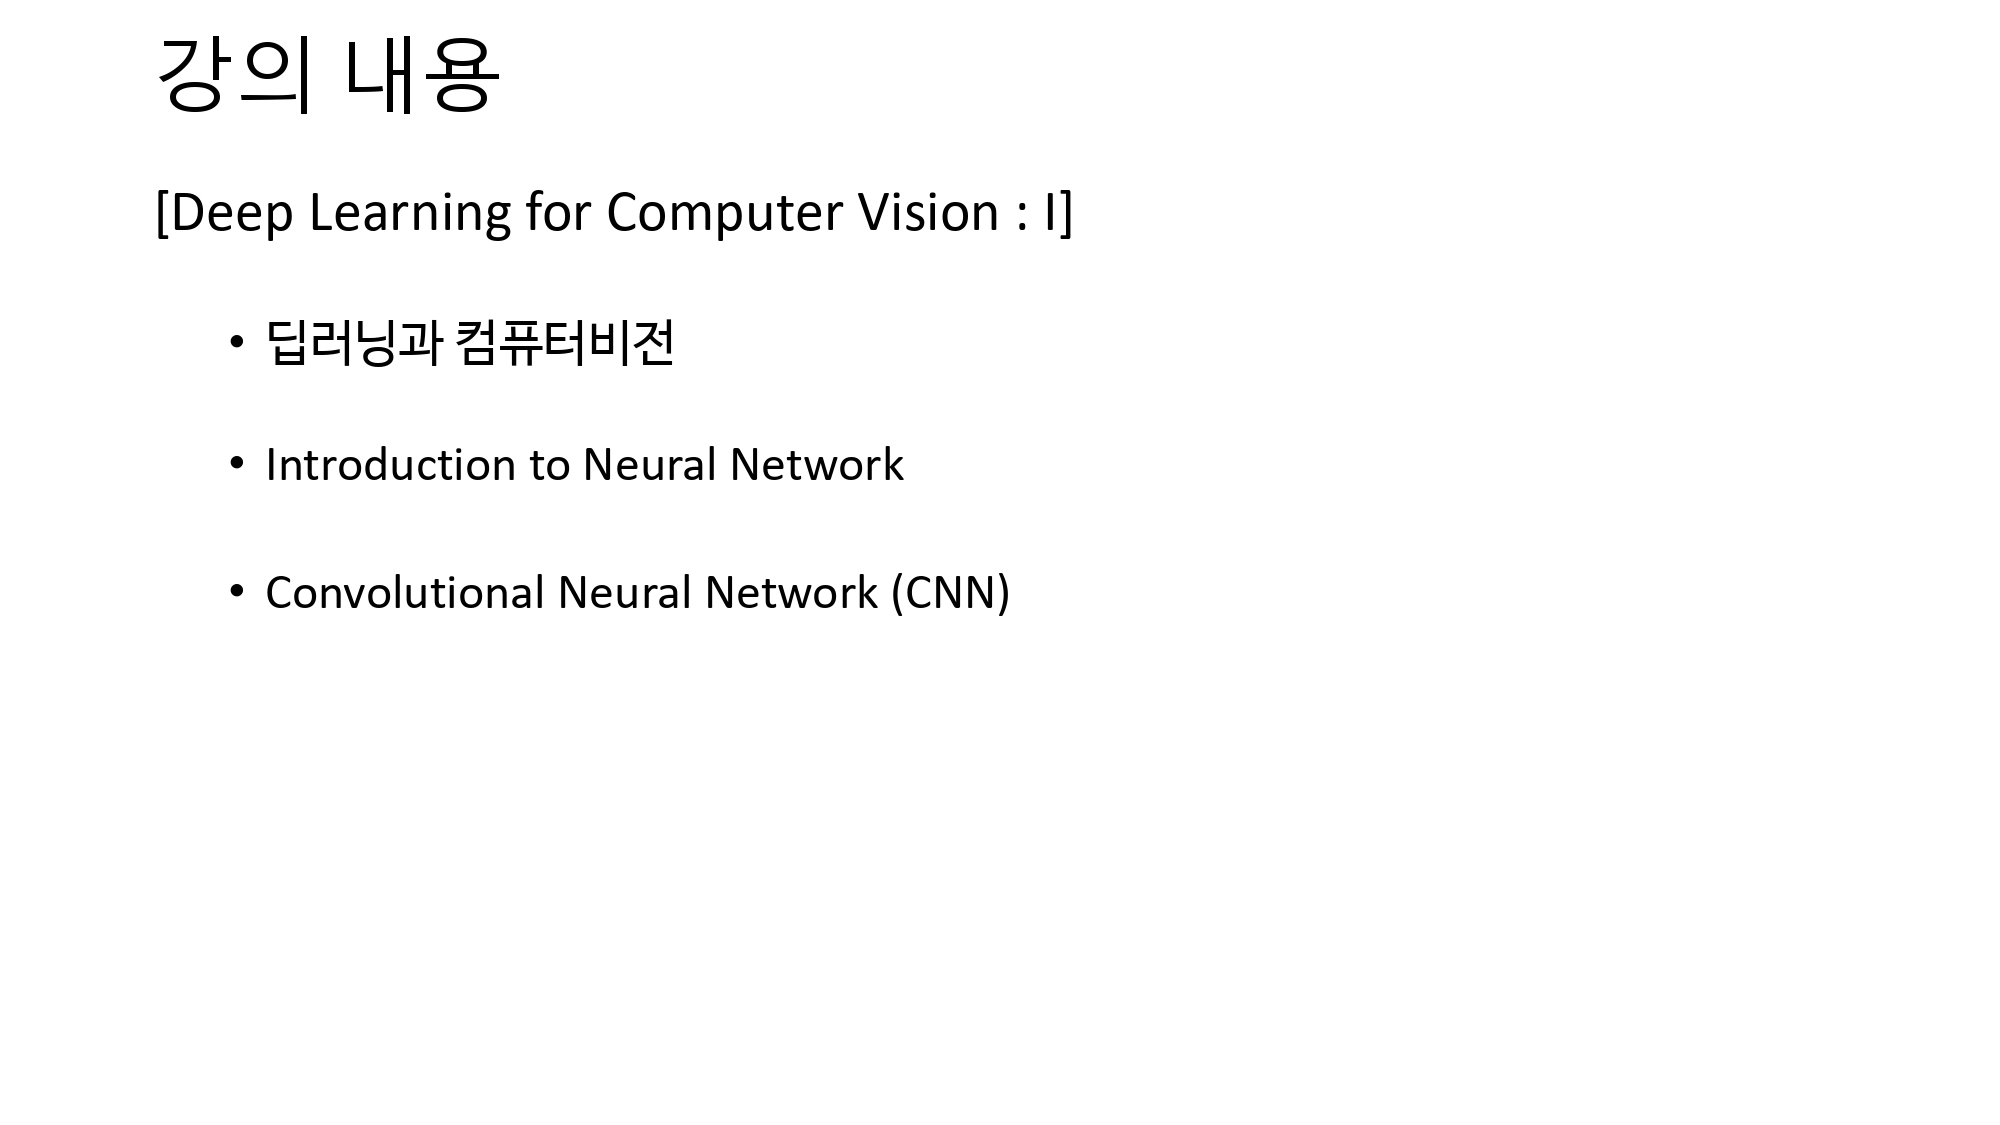 강의 내용
[Deep Learning for Computer Vision : I]
• 딥러닝과 컴퓨터비전
• Introduction to Neural Network
• Convolutional Neural Network (CNN)